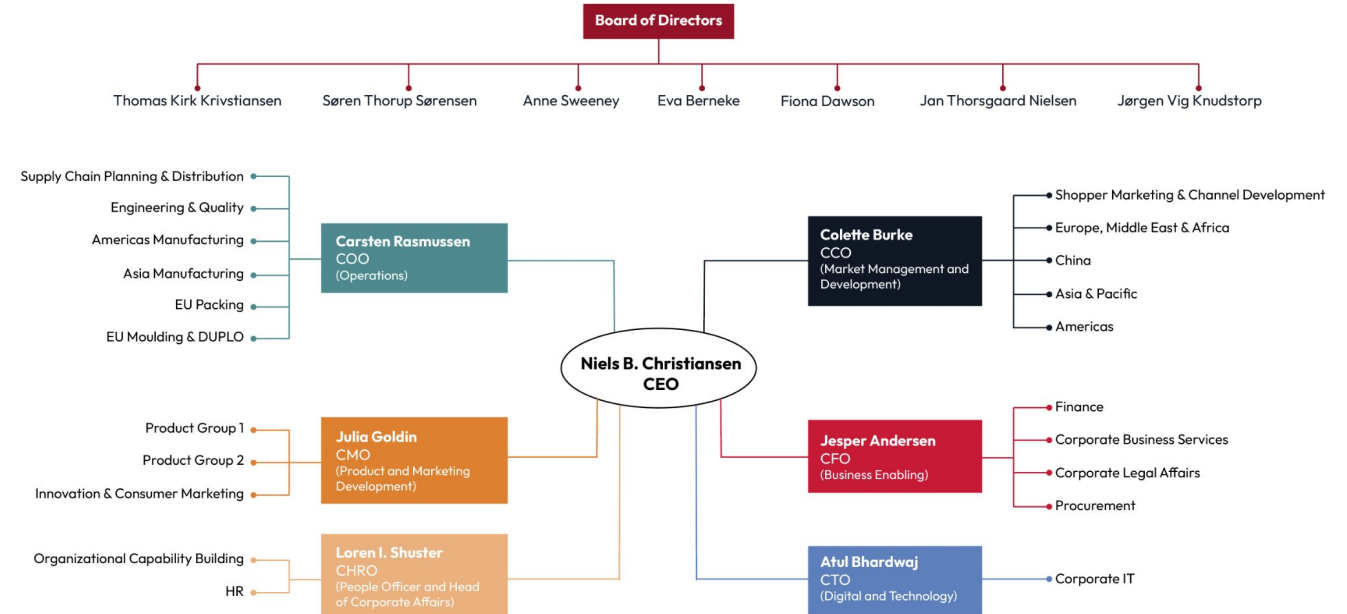 Board of Directors
Thomas Kirk Krivstiansen
Søren Thorup Sørensen
Anne Sweeney
Eva Berneke
Fiona Dawson
Jan Thorsgaard Nielsen
Jørgen Vig Knudstorp
Supply Chain Planning & Distribution
Engineering & Quality
Americas Manufacturing
Asia Manufacturing
EU Packing
EU Moulding & DUPLO
Carsten Rasmussen
COO
(Operations)
Colette Burke
CCO
(Market Management and
Development)
Shopper Marketing & Channel Development
Europe, Middle East & Africa
China
Asia & Pacific
Americas
Niels B. Christiansen
CEO
Product Group 1
Product Group 2
Innovation & Consumer Marketing
Julia Goldin
CMO
(Product and Marketing
Development)
Jesper Andersen
CFO
(Business Enabling)
Finance
Corporate Business Services
Corporate Legal Affairs
Procurement
Organizational Capability Building
HR
Loren I. Shuster
CHRO
(People Officer and Head
of Corporate Affairs)
Atul Bhardwaj
CTO
(Digital and Technology)
Corporate IT